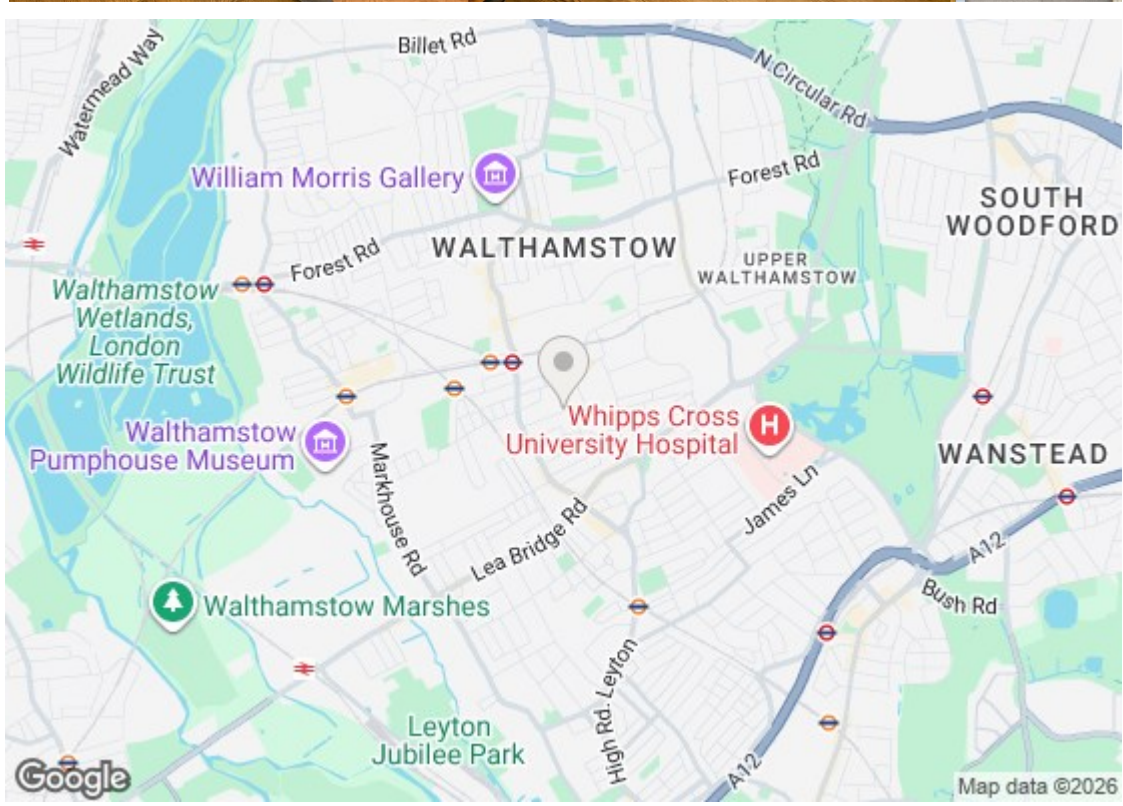 Watermead Way
Billet Rd
N Circular Rd
William Morris Gallery
Forest Rd
SOUTH
WOODFORD
WALTHAMSTOW
UPPER
WALTHAMSTOW
Forest Rd
Walthamstow
Wetlands,
London
Wildlife Trust
Whipps Cross
University Hospital
H
Walthamstow
Pumphouse Museum
WANSTEAD
Markhouse Rd
James Ln
Lea Bridge Rd
A12
Bush Rd
Walthamstow Marshes
High Rd. Leyton
Leyton
Jubilee Park
A12
Google
Map data ©2026